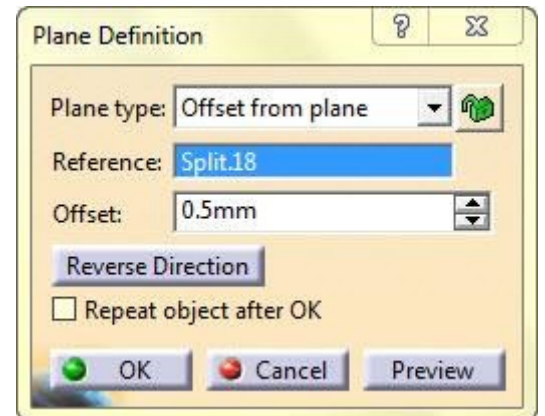 Plane Definition
Plane type: Offset from plane
Reference: Split.18
Offset: 0.5mm
Reverse Direction
Repeat object after OK
OK Cancel Preview